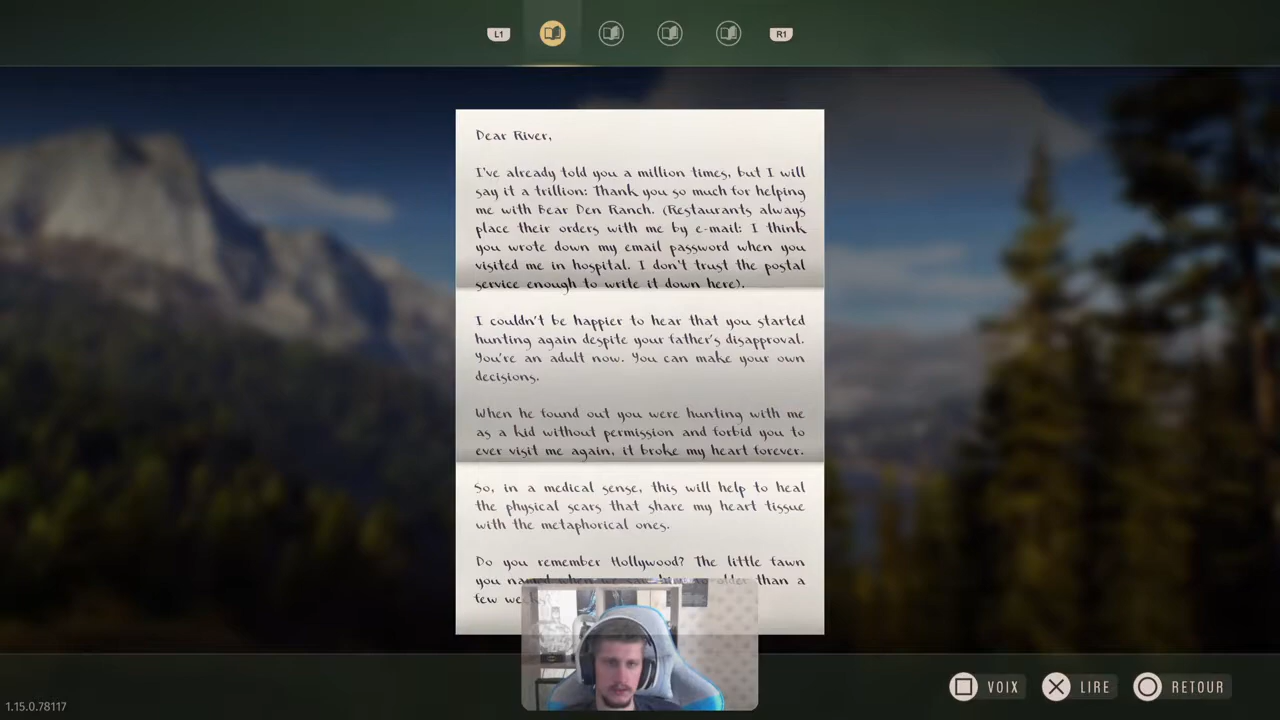 L1
R1
Dear River,
I've already told you a million times, but I will
say it a trillion: Thank you so much for helping
me with Bear Den Ranch. (Restaurants always
place their orders with me by e-mail: I think
you wrote down my email password when you
visited me in hospital. I don't trust the postal
service enough to write it down here).
I couldn't be happier to hear that you started
hunting again despite your father's disapproval.
You're an adult now. You can make your own
decisions.
When he found out you were hunting with me
as a kid without permission and forbid you to
ever visit me again, it broke my heart forever.
So, in a medical sense, this will help to heal
the physical scars that share my heart tissue
with the metaphorical ones.
Do you remember Hollywood? The little fawn
you named when older than a
few
VOIX
LIRE
RETOUR
1.15.0.78117